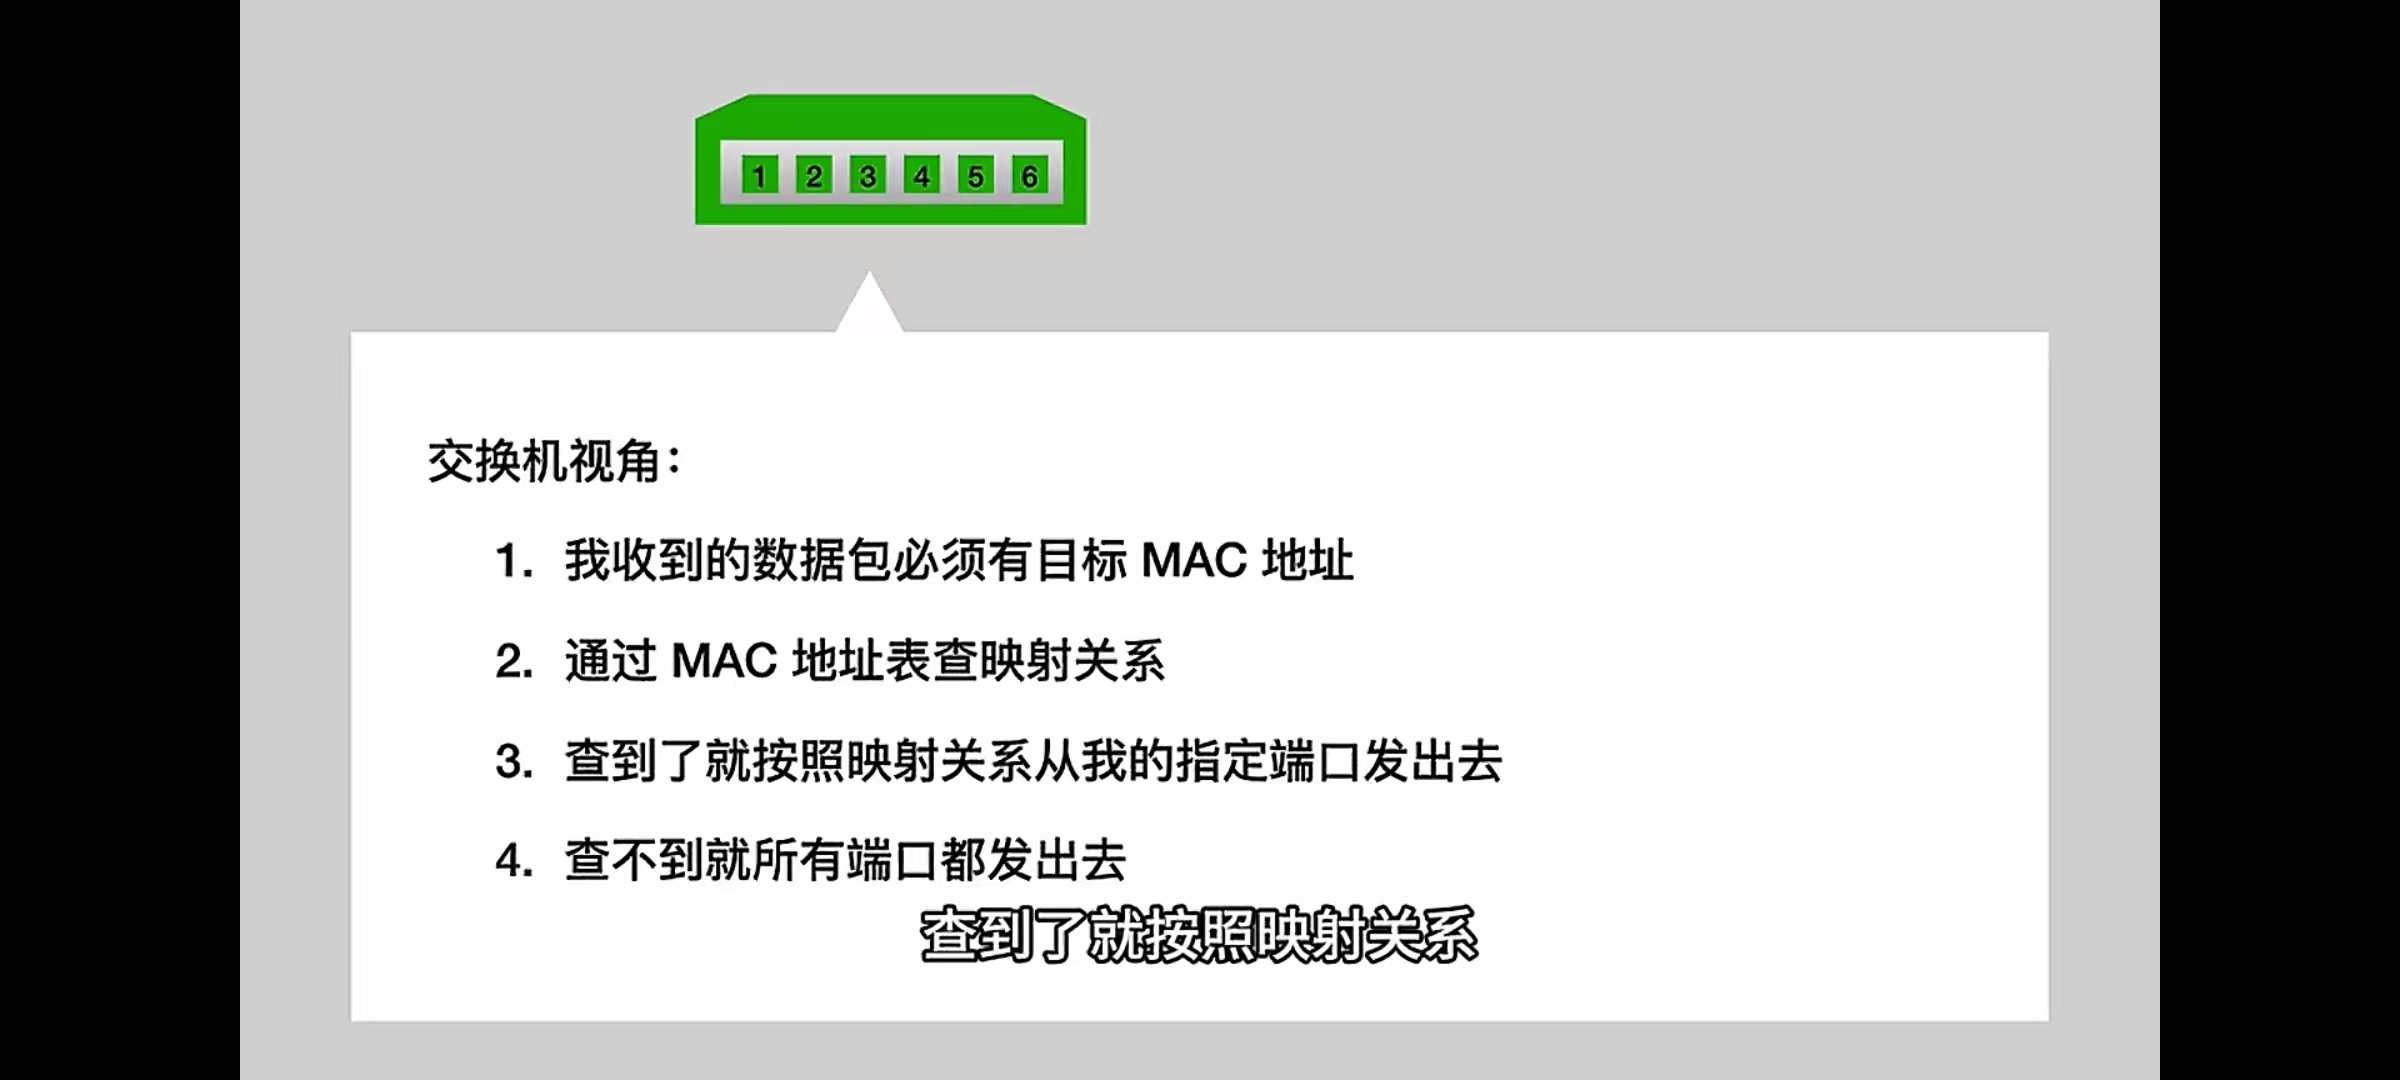 1 2 3 4 5 6
交换机视角：
1. 我收到的数据包必须有目标 MAC 地址
2. 通过 MAC 地址表查映射关系
3. 查到了就按照映射关系从我的指定端口发出去
4. 查不到就所有端口都发出去
查到了就按照映射关系